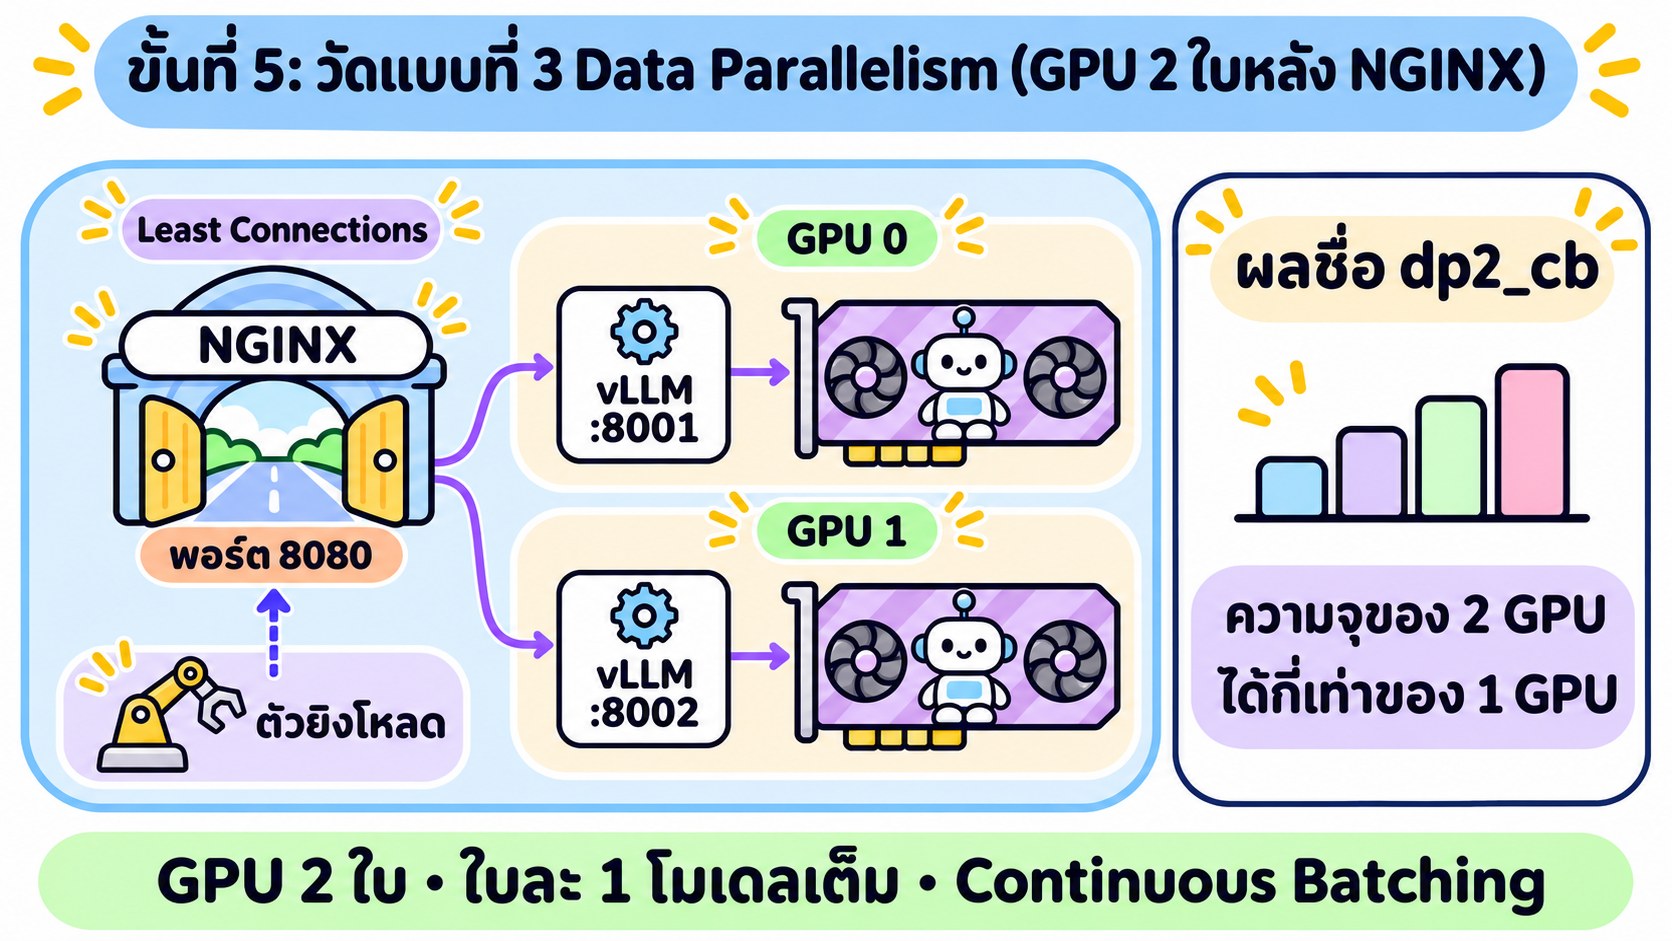 ขั้นที่ 5: วัดแบบที่ 3 Data Parallelism (GPU 2 ใบหลัง NGINX)
Least Connections
NGINX
พอร์ต 8080
ตัวยิงโหลด
GPU 0
vLLM
:8001
GPU 1
vLLM
:8002
ผลชื่อ dp2_cb
ความจุของ 2 GPU
ได้กี่เท่าของ 1 GPU
GPU 2 ใบ • ใบละ 1 โมเดลเต็ม • Continuous Batching